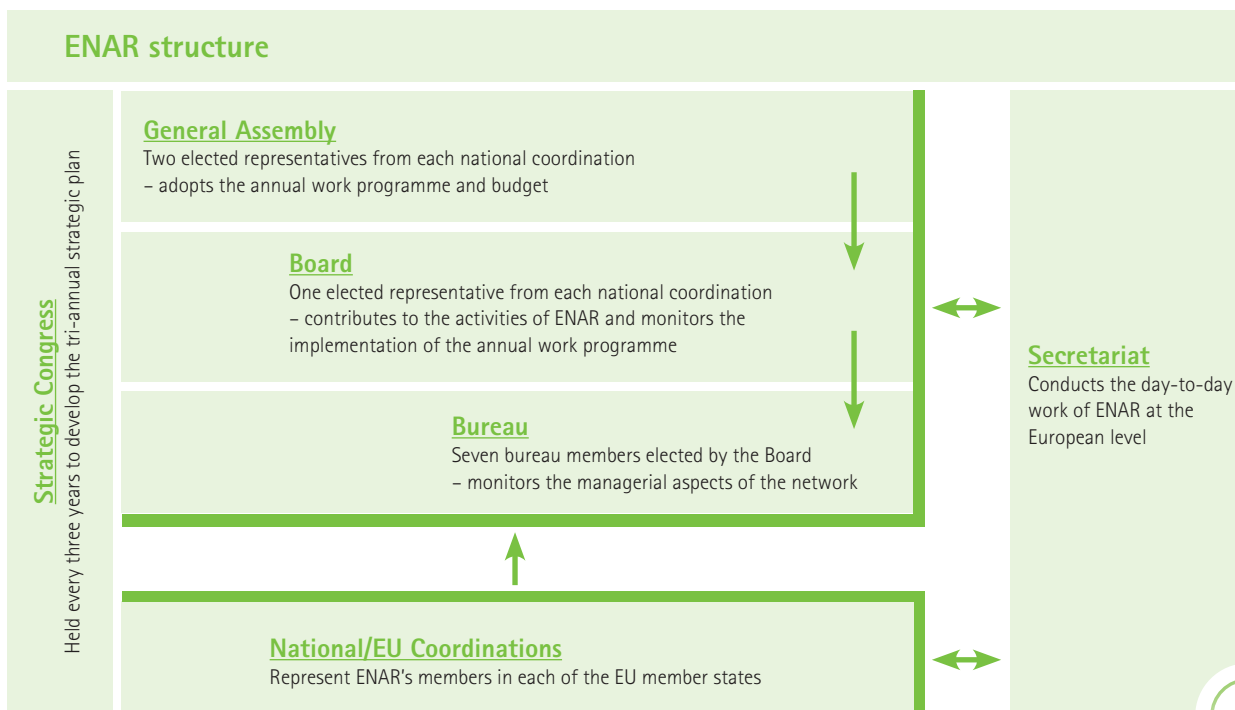 ENAR structure
Strategic Congress
Held every three years to develop the tri-annual strategic plan
General Assembly
Two elected representatives from each national coordination
– adopts the annual work programme and budget
Board
One elected representative from each national coordination
– contributes to the activities of ENAR and monitors the
implementation of the annual work programme
Bureau
Seven bureau members elected by the Board
– monitors the managerial aspects of the network
National/EU Coordinations
Represent ENAR's members in each of the EU member states
Secretariat
Conducts the day-to-day
work of ENAR at the
European level